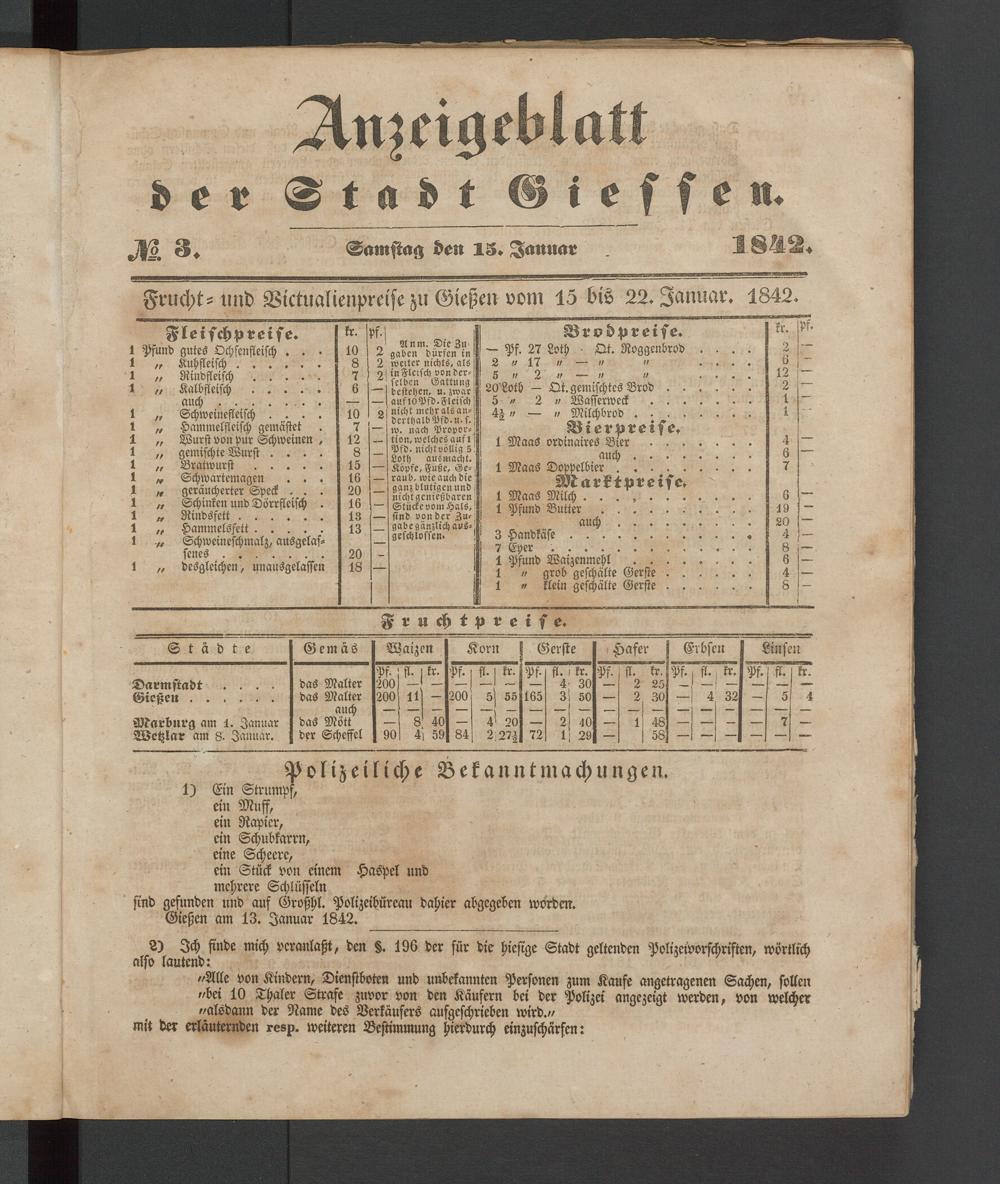 Anzeigeblatt
der Stadt Giessen.
No. 3. Samstag den 15. Januar 1842.
Frucht- und Victualienpreise zu Gießen vom 15 bis 22. Januar. 1842.
Fleischpreise. kr. pf.
1 Pfund gutes Ochsenfleisch . . . 10 2
1 „ Kuhfleisch . . . . . 8 2
1 „ Rindfleisch . . . . . 7 2
1 „ Kalbfleisch . . . . . 6 —
auch . . . . . . — —
1 „ Schweinefleisch . . . . 10 2
1 „ Hammelfleisch gemästet . 7 —
1 „ Wurst von pur Schweinen , 12 —
1 „ gemischte Wurst . . . . 8 —
1 „ Bratwurst . . . . . 15 —
1 „ Schwartemagen . . . 16 —
1 „ geräucherter Speck . . . 20 —
1 „ Schinken und Dörrfleisch . 16 —
1 „ Rindsfett . . . . . . 13 —
1 „ Hammelsfett . . . . . 13 —
1 „ Schweineschmalz, ausgelas- —
senes . . . . . . . 20 -
1 „ desgleichen, unausgelassen 18 —
Anm. Die Zu-
gaben dürfen in
weiter nichts, als
in Fleisch von der-
selben Gattung
bestehen, u. zwar
auf 10 Pfd. Fleisch
nicht mehr als an-
derthalb Pfd. u. s.
w. nach Propor-
tion, welches auf 1
Pfd. nicht völlig 5
Loth ausmacht.
Köpfe, Füße, Ge-
raub, wie auch die
ganz blutigen und
nicht genießbaren
Stücke vom Hals,
sind von der Zu-
gabe gänzlich aus-
geschlossen.
Brodpreise. kr. pf.
— Pf. 27 Loth · Qt. Roggenbrod . . . . 2 —
2 „ 17 „ — „ „ 6 —
5 „ 2 „ — „ „ 12 —
20 Loth — Qt. gemischtes Brod . . . . 2 —
5 „ 2 „ Wasserweck . . . . . 1 —
4½ „ — „ Milchbrod . . . . . 1
Bierpreise.
1 Maas ordinaires Bier . . . . . 4 —
auch . . . . . 6 —
1 Maas Doppelbier . . . . . . 7
Marktpreise.
1 Maas Milch . . . . . . . . 6 —
1 Pfund Butter . . . . . . . 19 —
auch . . . . . . 20 —
3 Handkäse . . . . . . . . 4 —
7 Eyer . . . . . . . . . 8 —
1 Pfund Waizenmehl . . . . . . 6 —
1 „ grob geschälte Gerste . . . . . 4 —
1 „ klein geschälte Gerste . . . . . 8 —
Fruchtpreise.
Städte Gemäs Waizen Korn Gerste Hafer Erbsen Linsen
Pf. fl. kr. Pf. fl. kr. Pf. fl. kr. Pf. fl. kr. Pf. fl. kr. Pf. fl. kr.
Darmstadt . . . . das Malter 200 — — — — — — 4 30 — 2 25 — — — — — —
Gießen . . . . . . das Malter 200 11 — 200 5 55 165 3 50 — 2 30 — 4 32 — 5 4
auch — — — — — — — — — — — — — — — — — —
Marburg am 1. Januar das Mött — 8 40 — 4 20 — 2 40 — 1 48 — — — — 7 —
Wetzlar am 8. Januar. der Scheffel 90 4 59 84 2 27½ 72 1 29 — 58 — — — — — —
Polizeiliche Bekanntmachungen.
1) Ein Strumpf,
ein Muff,
ein Rapier,
ein Schubkarrn,
eine Scheere,
ein Stück von einem Haspel und
mehrere Schlüsseln
sind gefunden und auf Großhl. Polizeibüreau dahier abgegeben worden.
Gießen am 13. Januar 1842.
2) Ich finde mich veranlaßt, den §. 196 der für die hiesige Stadt geltenden Polizeivorschriften, wörtlich
also lautend:
„Alle von Kindern, Dienstboten und unbekannten Personen zum Kaufe angetragenen Sachen, sollen
„bei 10 Thaler Strafe zuvor von den Käufern bei der Polizei angezeigt werden, von welcher
„alsdann der Name des Verkäufers aufgeschrieben wird.„
mit der erläuternden resp. weiteren Bestimmung hierdurch einzuschärfen: